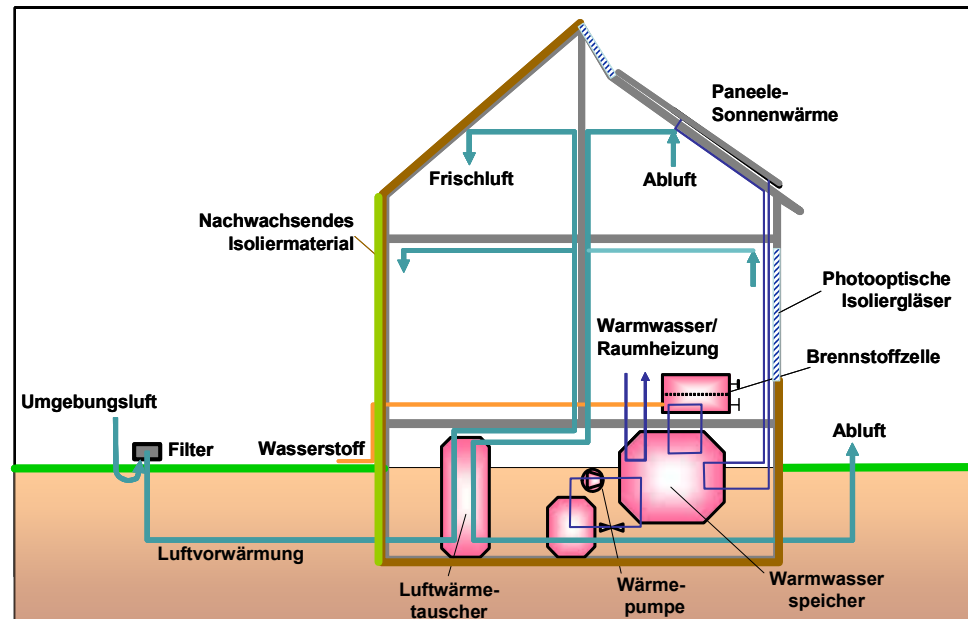 Paneele-
Sonnenwärme
Frischluft
Abluft
Nachwachsendes
Isoliermaterial
Photooptische
Isoliergläser
Warmwasser/
Raumheizung
Brennstoffzelle
Umgebungsluft
Abluft
Filter
Wasserstoff
Luftvorwärmung
Luftwärme-
tauscher
Wärme-
pumpe
Warmwasser
speicher